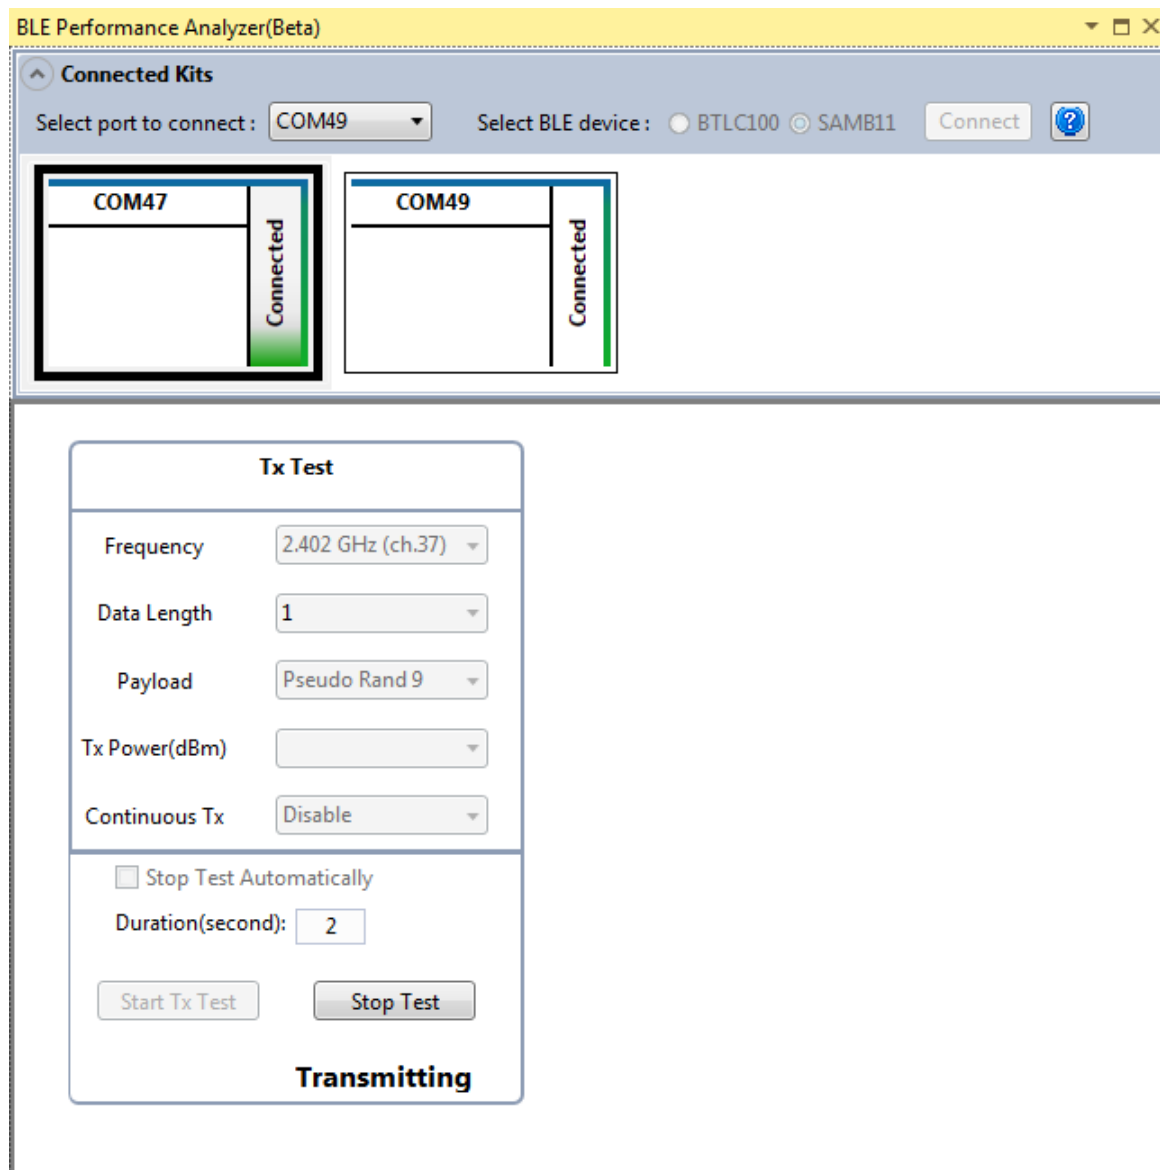 BLE Performance Analyzer(Beta)
Connected Kits
Select port to connect : COM49 Select BLE device : BTLC100 SAMB11 Connect ?
COM47 Connected COM49 Connected
Tx Test
Frequency 2.402 GHz (ch.37)
Data Length 1
Payload Pseudo Rand 9
Tx Power(dBm)
Continuous Tx Disable
Stop Test Automatically
Duration(second): 2
Start Tx Test Stop Test
Transmitting